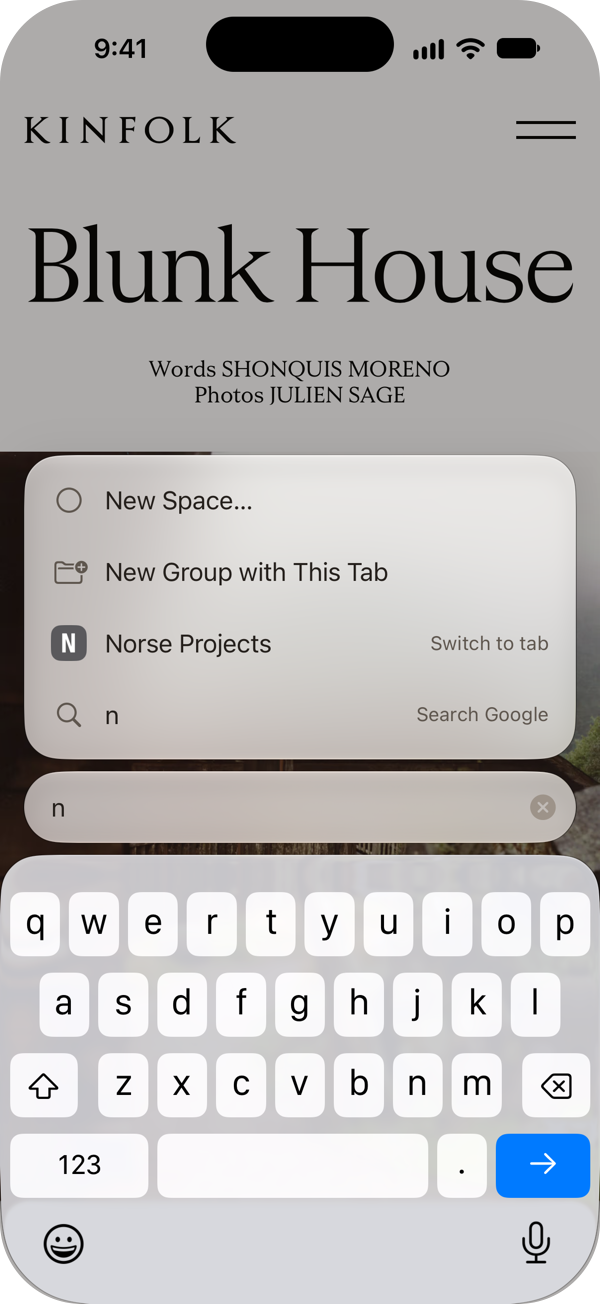 9:41
KINFOLK
Blunk House
Words SHONQUIS MORENO
Photos JULIEN SAGE
New Space...
New Group with This Tab
N Norse Projects Switch to tab
n Search Google
n
q w e r t y u i o p
a s d f g h j k l
z x c v b n m
123 .